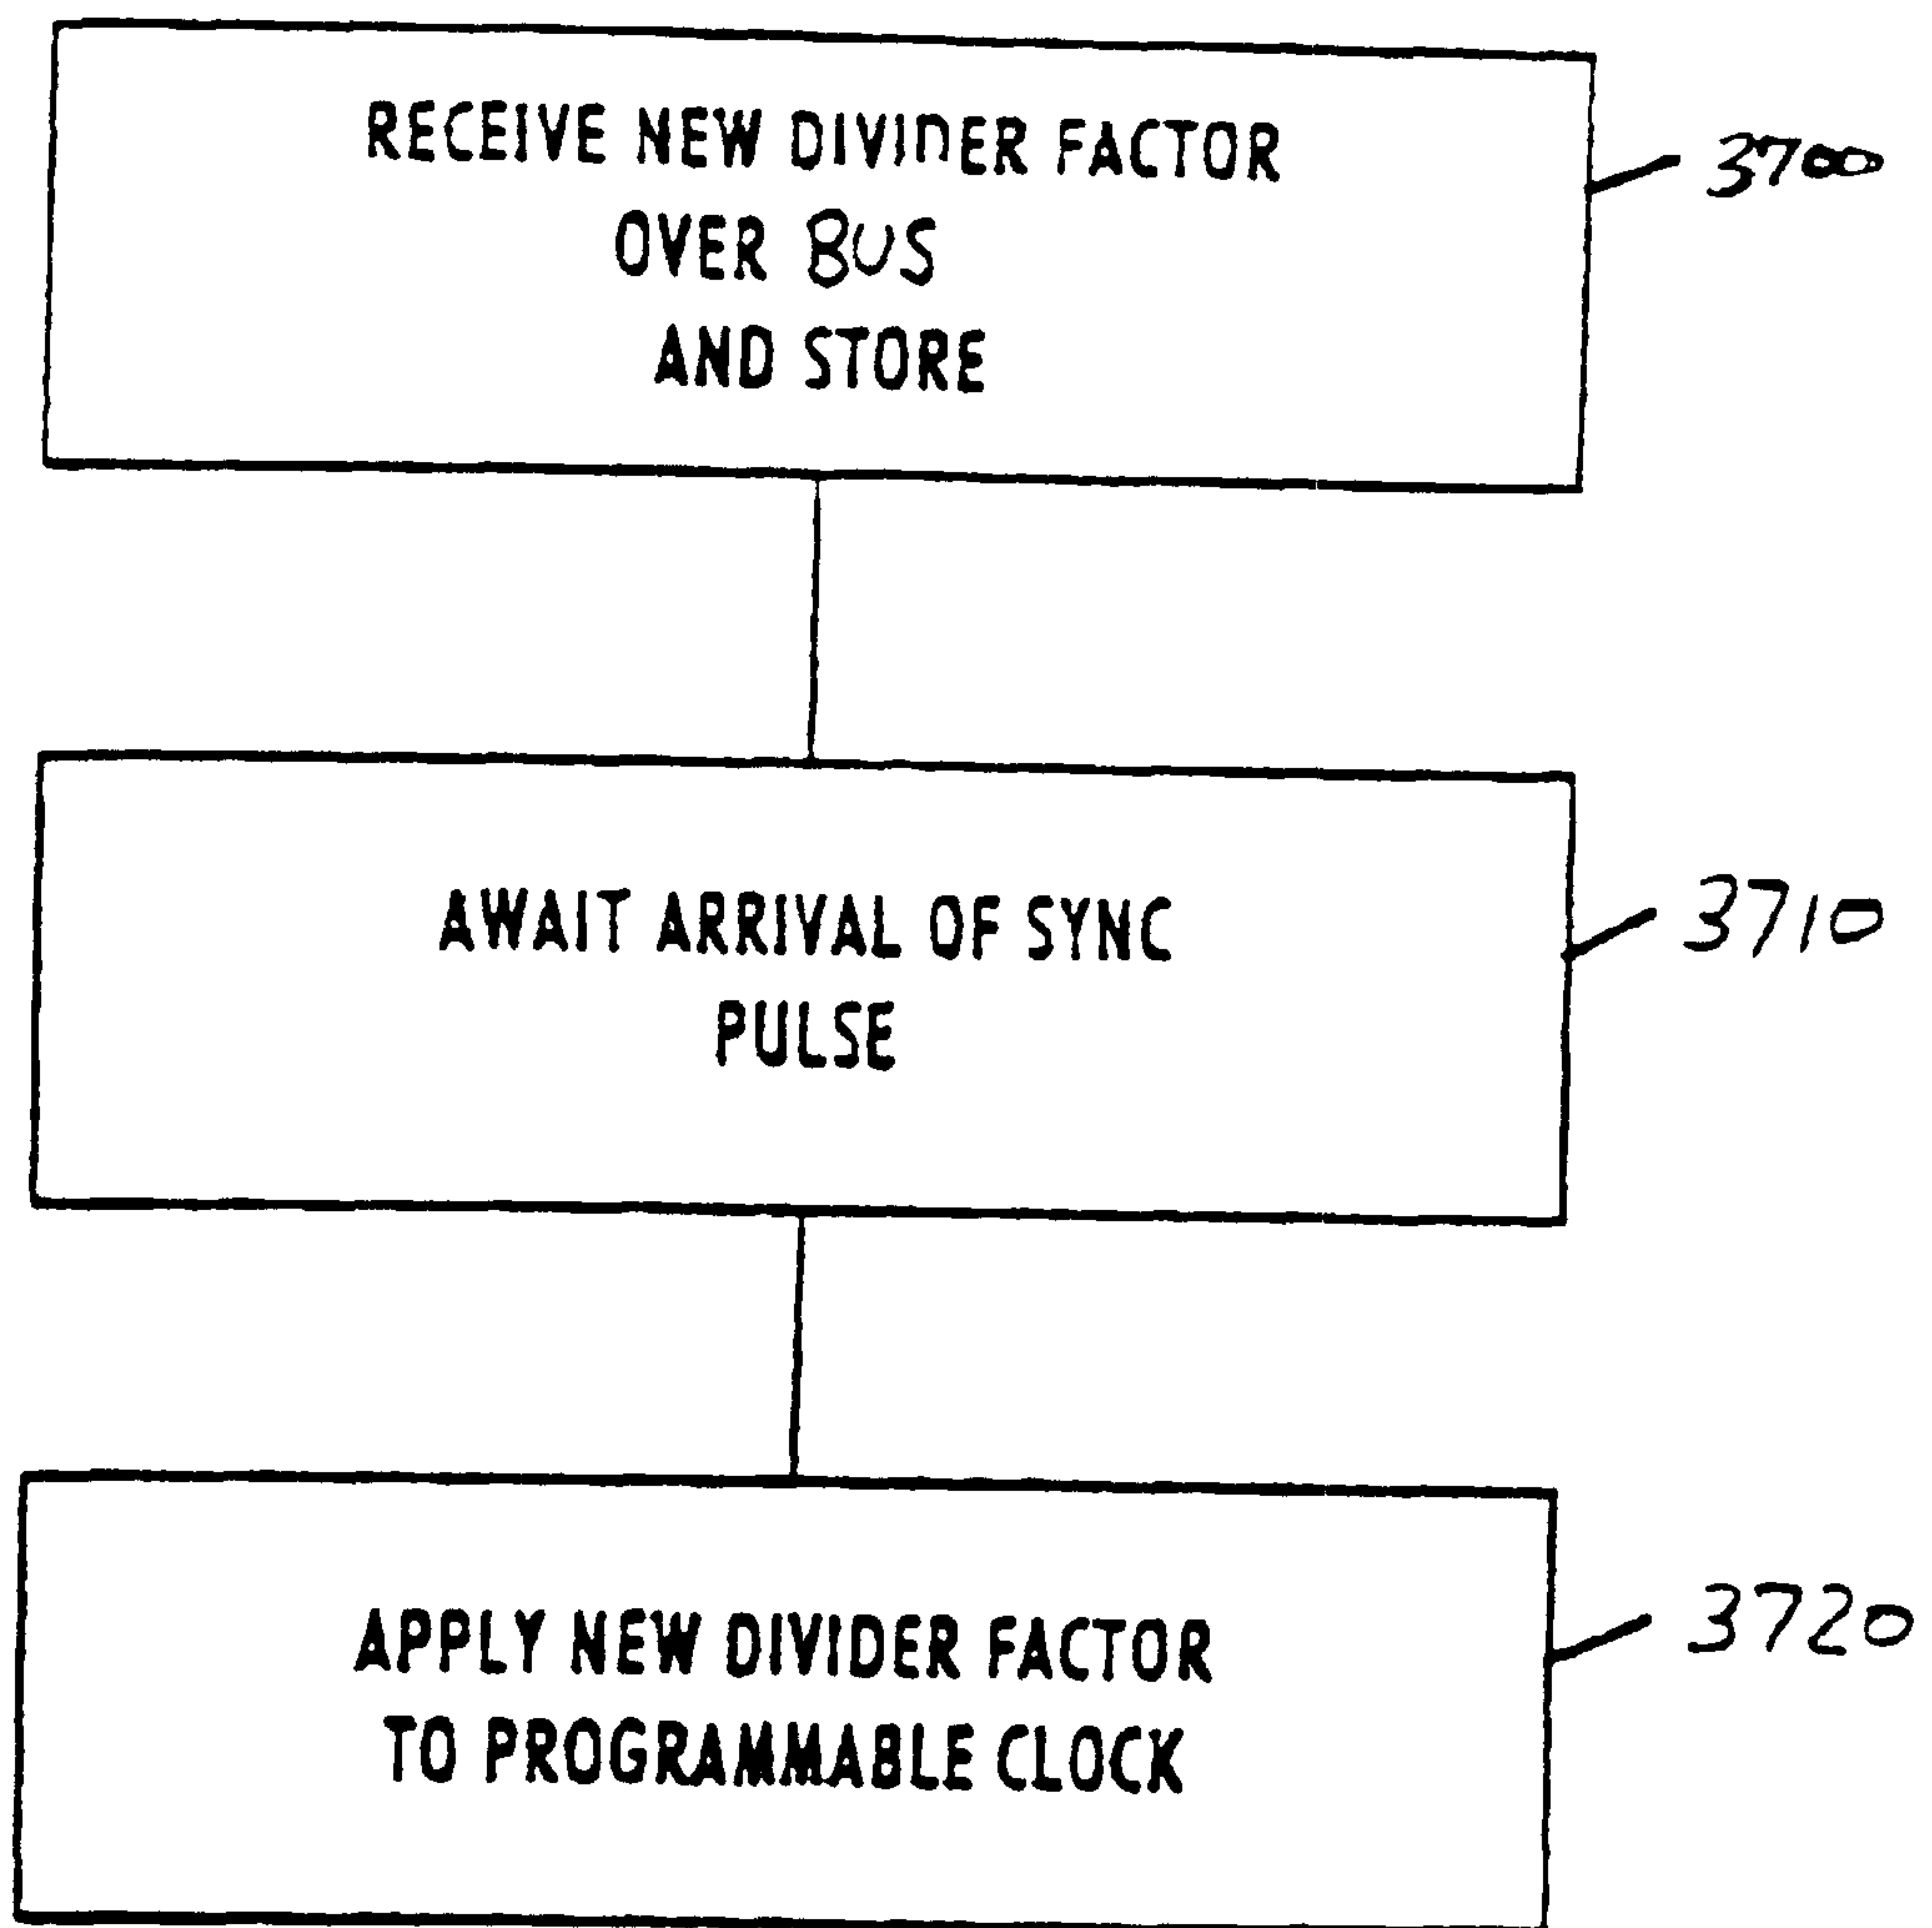 RECEIVE NEW DIVIDER FACTOR
3700
OVER BUS
AND STORE
AWAIT ARRIVAL OF SYNC
3710
PULSE
APPLY NEW DIVIDER FACTOR
3720
TO PROGRAMMABLE CLOCK